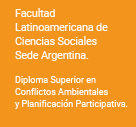 Facultad
Latinoamericana de
Ciencias Sociales
Sede Argentina.
Diploma Superior en
Conflictos Ambientales
y Planificación Participativa.